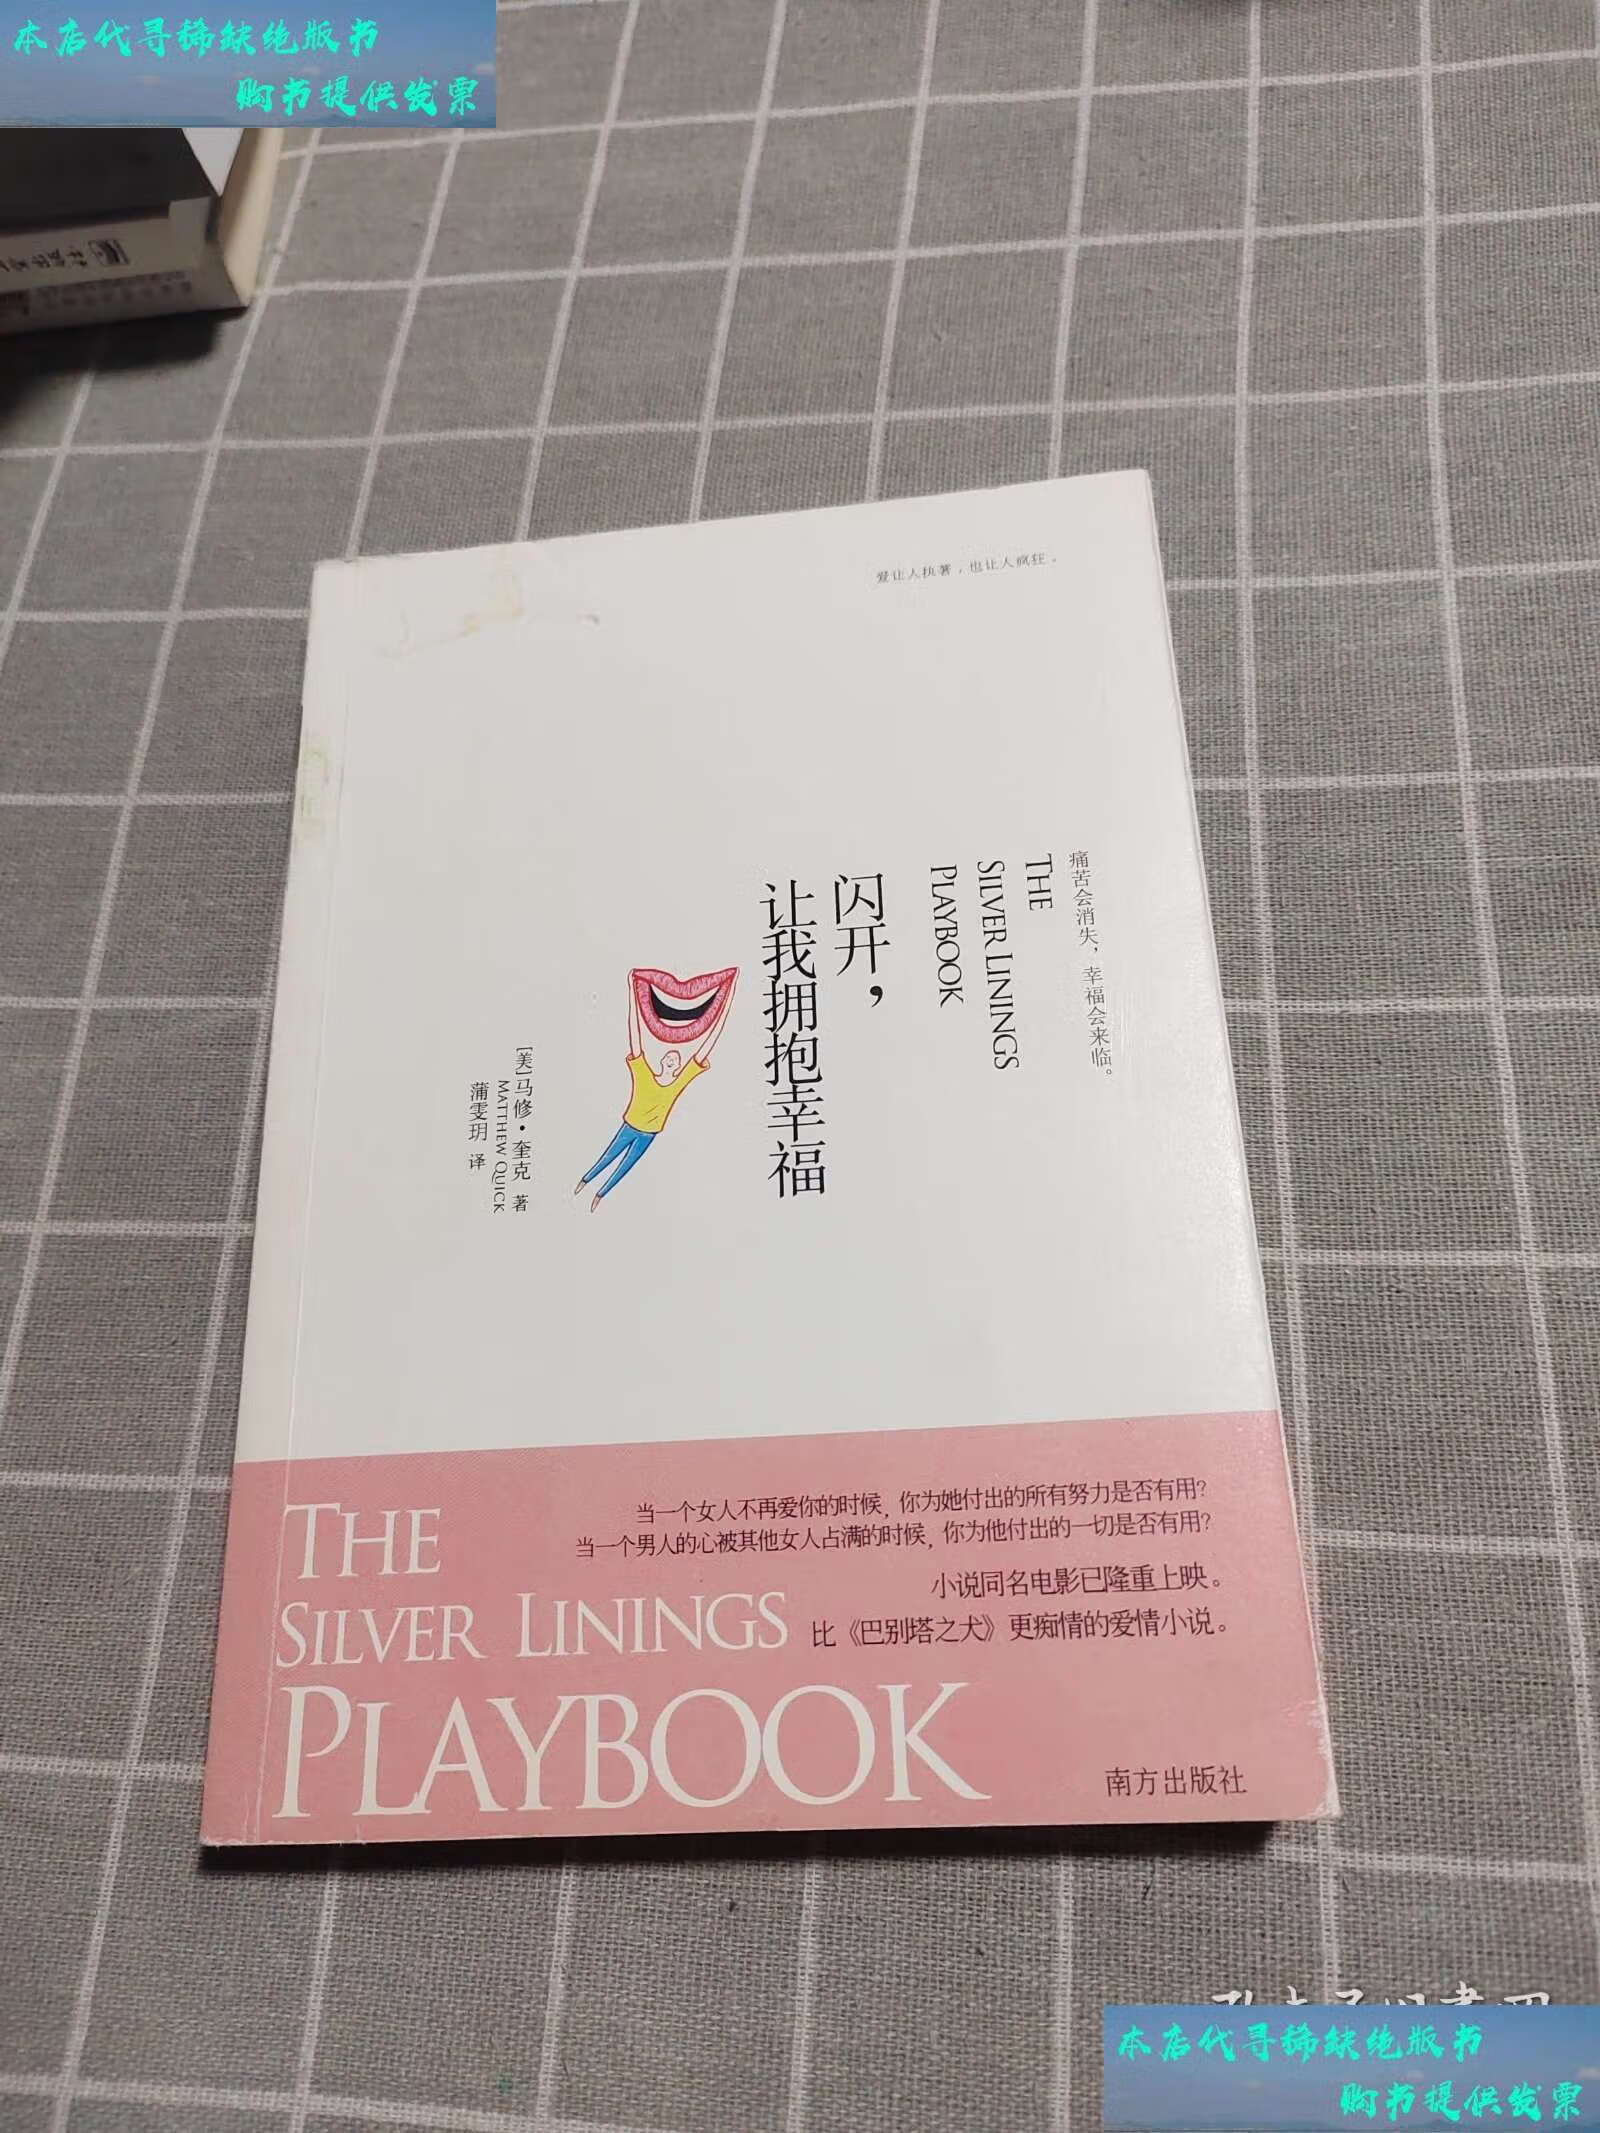 本店代寻稀缺绝版书
购书提供发票
爱让人执著，也让人疯狂。
痛苦会消失，幸福会来临。
THE
SILVER LININGS
PLAYBOOK
闪开，
让我拥抱幸福
[美]马修·奎克 著
MATTHEW QUICK
蒲雯玥 译
当一个女人不再爱你的时候，你为她付出的所有努力是否有用？
当一个男人的心被其他女人占满的时候，你为他付出的一切是否有用？
小说同名电影已隆重上映。
比《巴别塔之犬》更痴情的爱情小说。
THE
SILVER LININGS
PLAYBOOK
南方出版社
本店代寻稀缺绝版书
购书提供发票